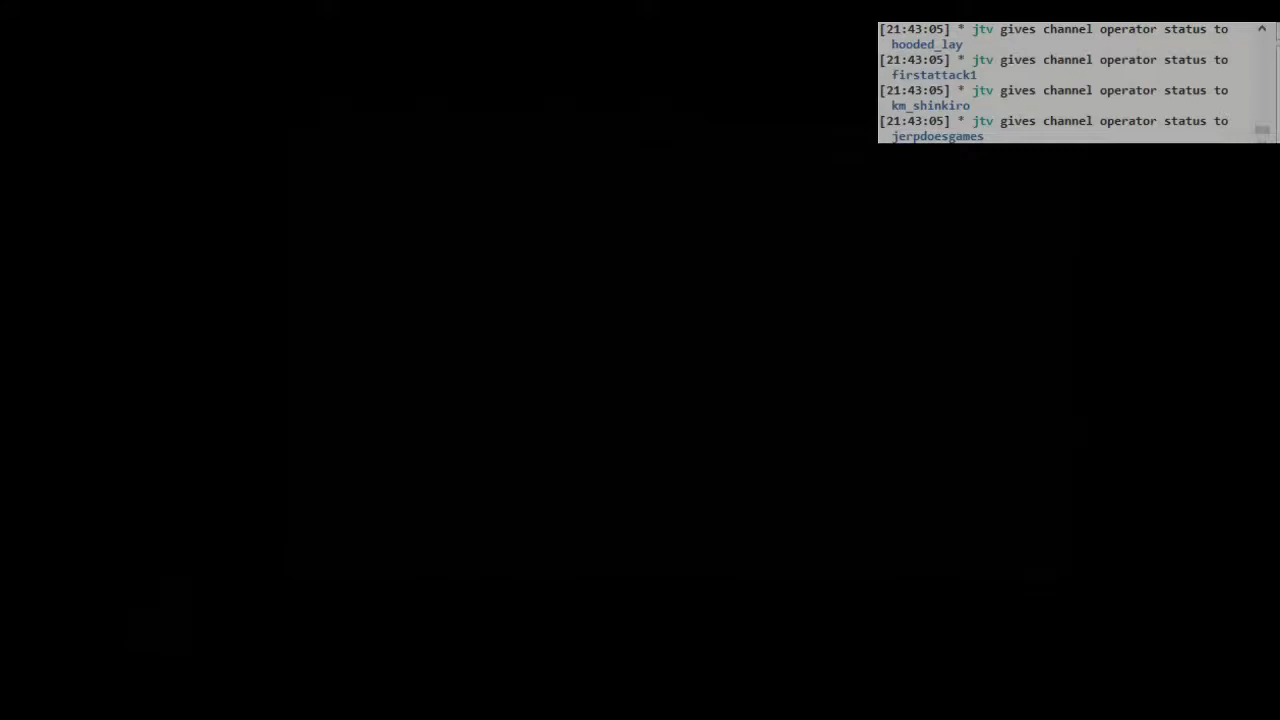 [21:43:05] * jtv gives channel operator status to
hooded_lay
[21:43:05] * jtv gives channel operator status to
firstattack1
[21:43:05] * jtv gives channel operator status to
km_shinkiro
[21:43:05] * jtv gives channel operator status to
jerpdoesgames